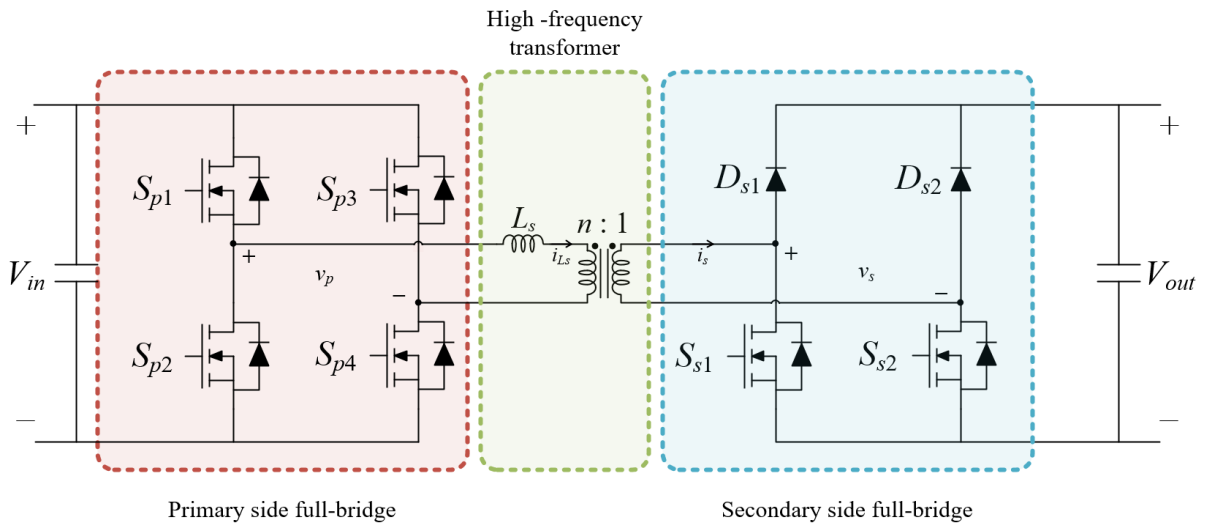 High -frequency
transformer
+
+
S_{p1}
S_{p3}
D_{s1}
D_{s2}
L_s
n : 1
i_{Ls}
i_s
+
v_p
−
+
v_s
−
V_{in}
V_{out}
S_{p2}
S_{p4}
S_{s1}
S_{s2}
−
−
Primary side full-bridge
Secondary side full-bridge